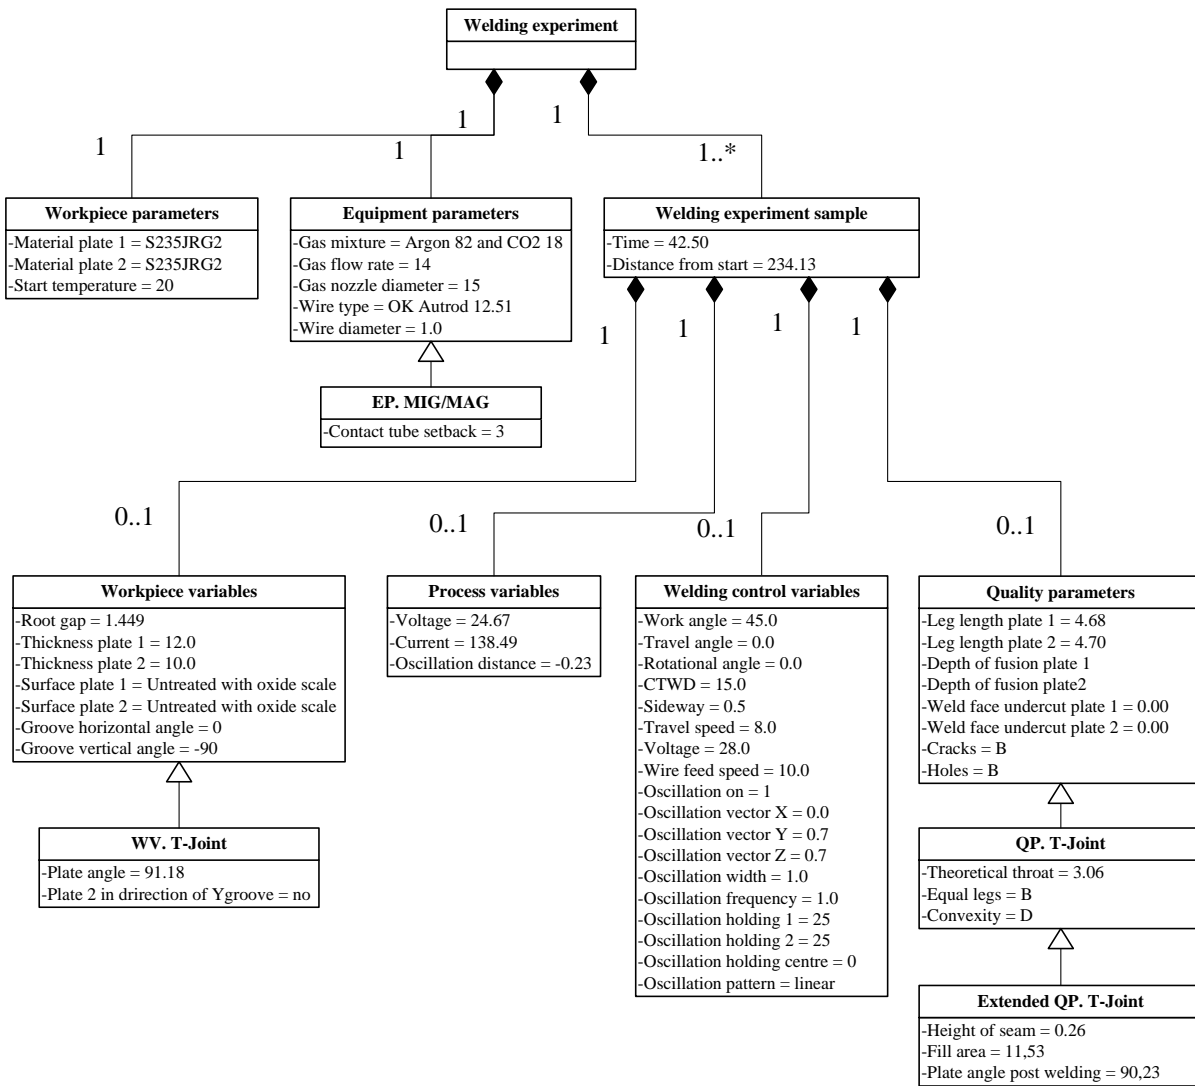 Welding experiment
1
1
1
1
1..*
Workpiece parameters
-Material plate 1 = S235JRG2
-Material plate 2 = S235JRG2
-Start temperature = 20
Equipment parameters
-Gas mixture = Argon 82 and CO2 18
-Gas flow rate = 14
-Gas nozzle diameter = 15
-Wire type = OK Autrod 12.51
-Wire diameter = 1.0
Welding experiment sample
-Time = 42.50
-Distance from start = 234.13
EP. MIG/MAG
-Contact tube setback = 3
1
1
1
1
0..1
0..1
0..1
0..1
Workpiece variables
-Root gap = 1.449
-Thickness plate 1 = 12.0
-Thickness plate 2 = 10.0
-Surface plate 1 = Untreated with oxide scale
-Surface plate 2 = Untreated with oxide scale
-Groove horizontal angle = 0
-Groove vertical angle = -90
WV. T-Joint
-Plate angle = 91.18
-Plate 2 in drirection of Ygroove = no
Process variables
-Voltage = 24.67
-Current = 138.49
-Oscillation distance = -0.23
Welding control variables
-Work angle = 45.0
-Travel angle = 0.0
-Rotational angle = 0.0
-CTWD = 15.0
-Sideway = 0.5
-Travel speed = 8.0
-Voltage = 28.0
-Wire feed speed = 10.0
-Oscillation on = 1
-Oscillation vector X = 0.0
-Oscillation vector Y = 0.7
-Oscillation vector Z = 0.7
-Oscillation width = 1.0
-Oscillation frequency = 1.0
-Oscillation holding 1 = 25
-Oscillation holding 2 = 25
-Oscillation holding centre = 0
-Oscillation pattern = linear
Quality parameters
-Leg length plate 1 = 4.68
-Leg length plate 2 = 4.70
-Depth of fusion plate 1
-Depth of fusion plate2
-Weld face undercut plate 1 = 0.00
-Weld face undercut plate 2 = 0.00
-Cracks = B
-Holes = B
QP. T-Joint
-Theoretical throat = 3.06
-Equal legs = B
-Convexity = D
Extended QP. T-Joint
-Height of seam = 0.26
-Fill area = 11,53
-Plate angle post welding = 90,23